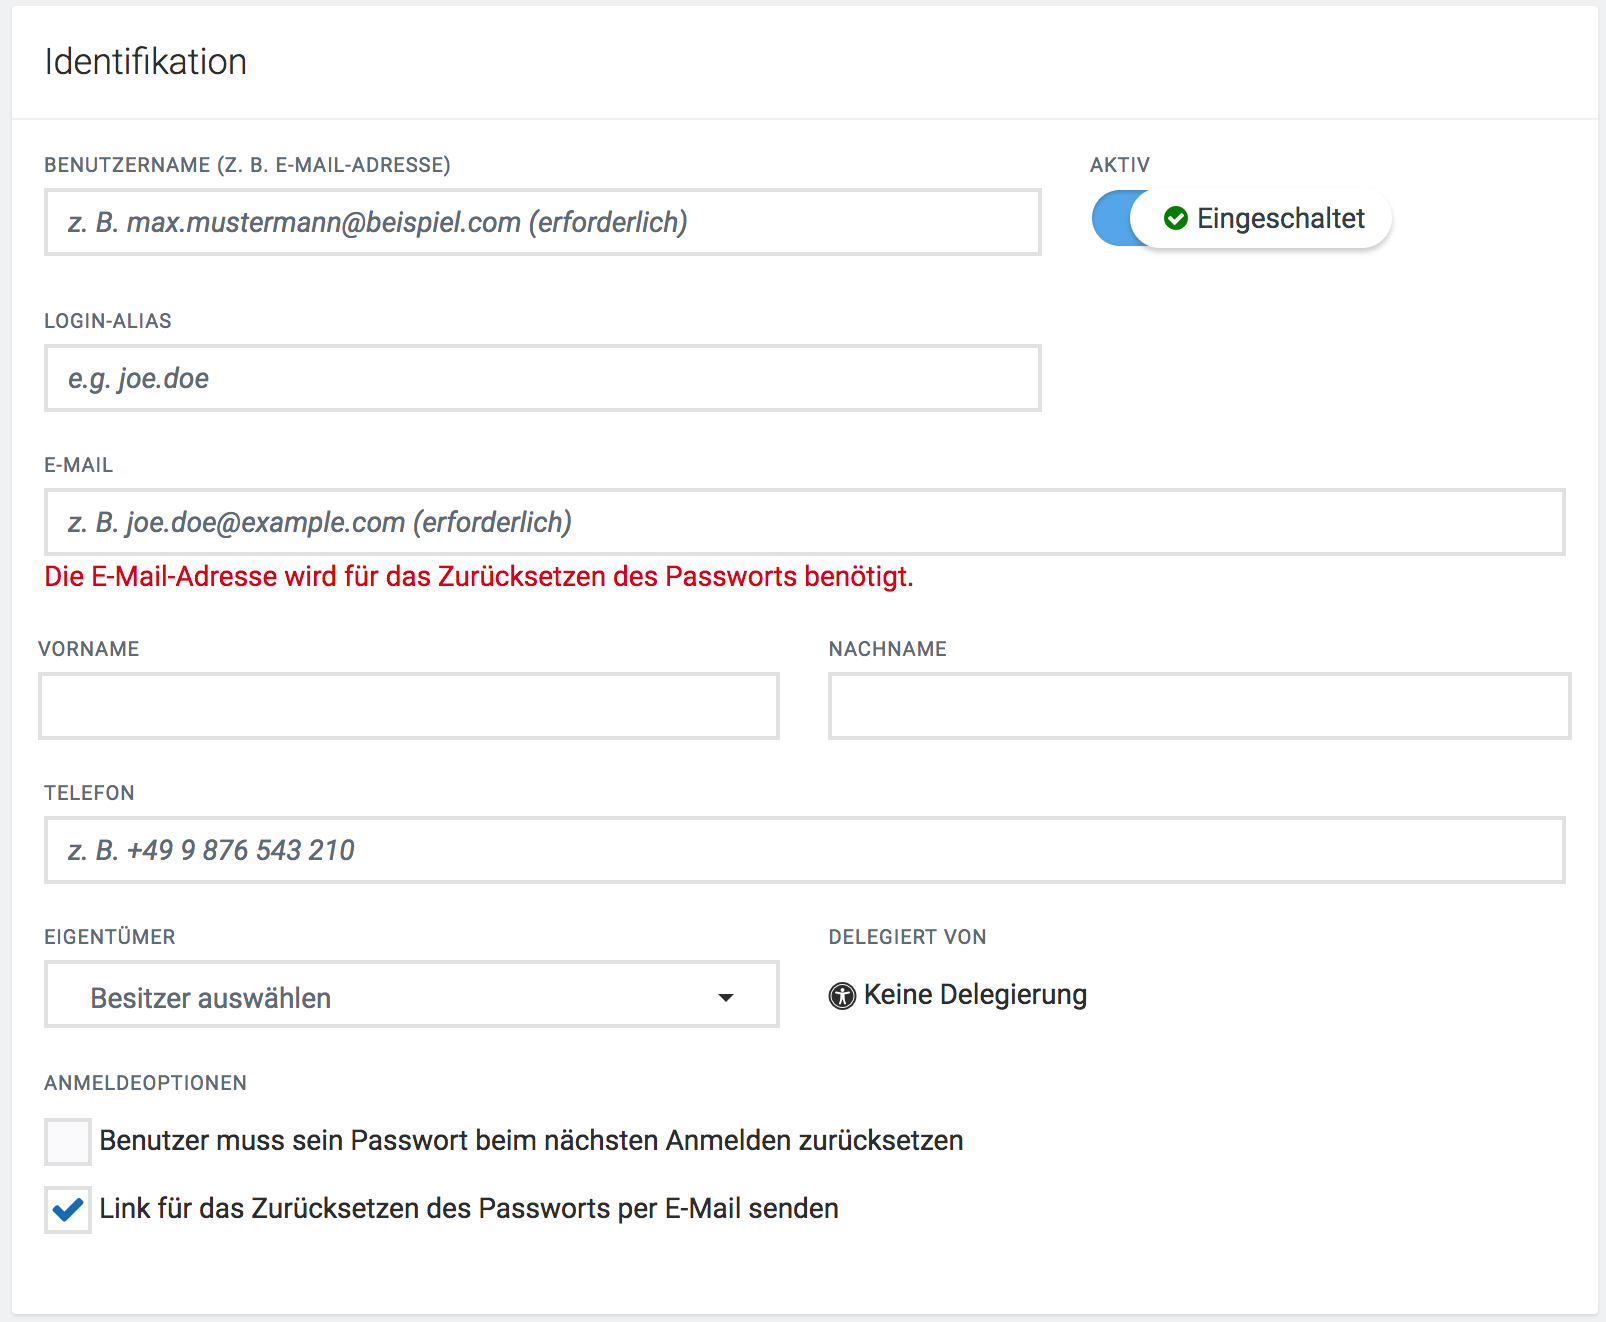 Identifikation
BENUTZERNAME (Z. B. E-MAIL-ADRESSE)
AKTIV
z. B. max.mustermann@beispiel.com (erforderlich)
Eingeschaltet
LOGIN-ALIAS
e.g. joe.doe
E-MAIL
z. B. joe.doe@example.com (erforderlich)
Die E-Mail-Adresse wird für das Zurücksetzen des Passworts benötigt.
VORNAME
NACHNAME
TELEFON
z. B. +49 9 876 543 210
EIGENTÜMER
DELEGIERT VON
Besitzer auswählen
Keine Delegierung
ANMELDEOPTIONEN
Benutzer muss sein Passwort beim nächsten Anmelden zurücksetzen
Link für das Zurücksetzen des Passworts per E-Mail senden